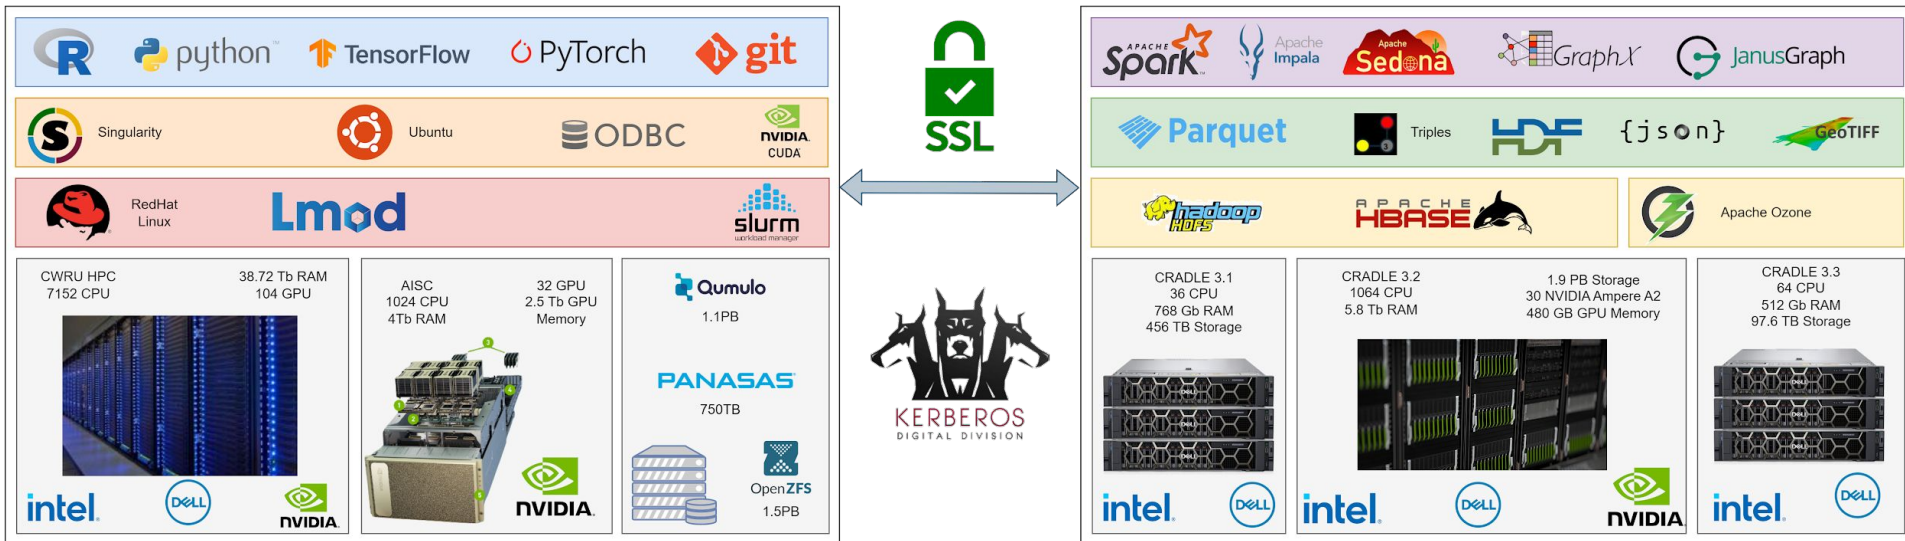 R
python
TensorFlow
PyTorch
git
S
Singularity
Ubuntu
ODBC
NVIDIA.
CUDA
RedHat
Linux
Lmod
slurm
workload manager
CWRU HPC
7152 CPU
38.72 Tb RAM
104 GPU
intel.
DELL
NVIDIA.
AISC
1024 CPU
4Tb RAM
32 GPU
2.5 Tb GPU
Memory
1
2
3
4
5
NVIDIA.
Qumulo
1.1PB
PANASAS
750TB
OpenZFS
1.5PB
SSL
KERBEROS
DIGITAL DIVISION
APACHE
Spark
Apache
Impala
Apache
Sedona
GraphX
JanusGraph
Parquet
Triples
HDF
{json}
GeoTIFF
hadoop
HDFS
APACHE
HBASE
Apache Ozone
CRADLE 3.1
36 CPU
768 Gb RAM
456 TB Storage
intel.
DELL
CRADLE 3.2
1064 CPU
5.8 Tb RAM
1.9 PB Storage
30 NVIDIA Ampere A2
480 GB GPU Memory
intel.
DELL
NVIDIA.
CRADLE 3.3
64 CPU
512 Gb RAM
97.6 TB Storage
intel.
DELL